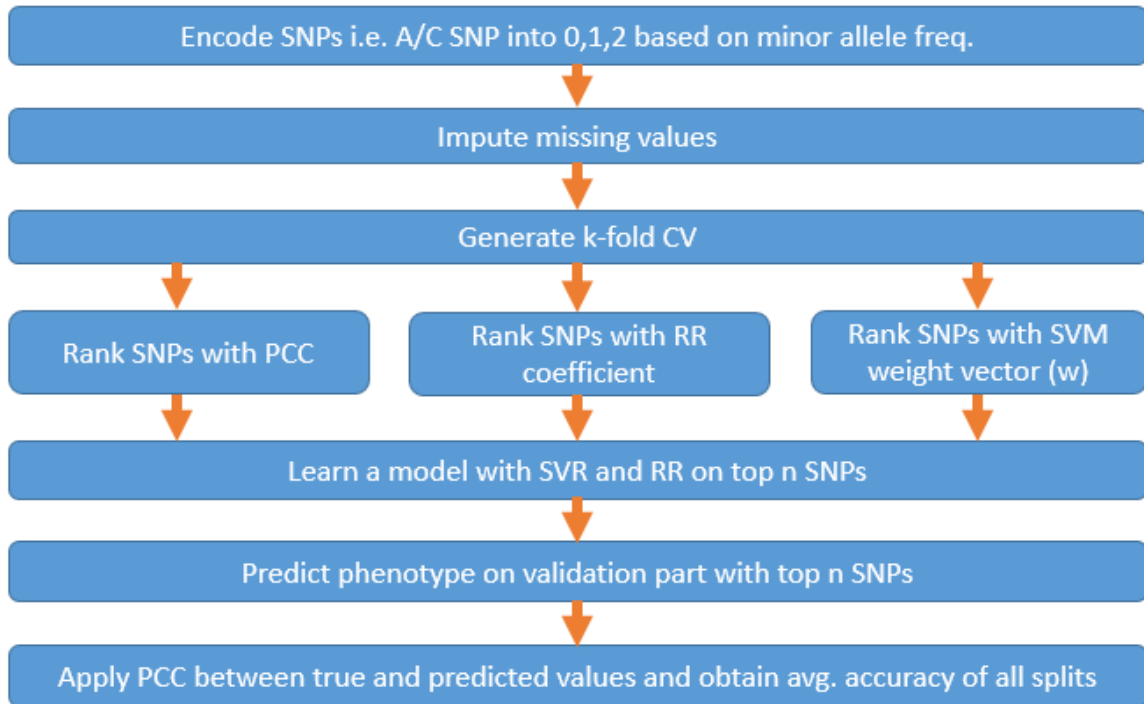 Encode SNPs i.e. A/C SNP into 0,1,2 based on minor allele freq.
Impute missing values
Generate k-fold CV
Rank SNPs with PCC
Rank SNPs with RR
coefficient
Rank SNPs with SVM
weight vector (w)
Learn a model with SVR and RR on top n SNPs
Predict phenotype on validation part with top n SNPs
Apply PCC between true and predicted values and obtain avg. accuracy of all splits